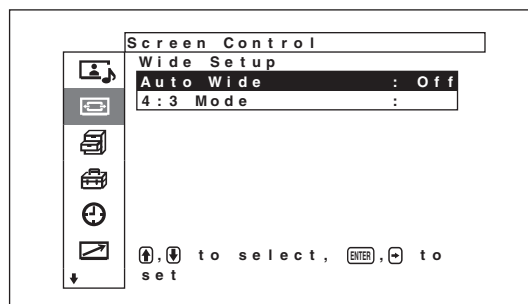 Screen Control
Wide Setup
Auto Wide : Off
4:3 Mode :
, to select, ENTER, to
set